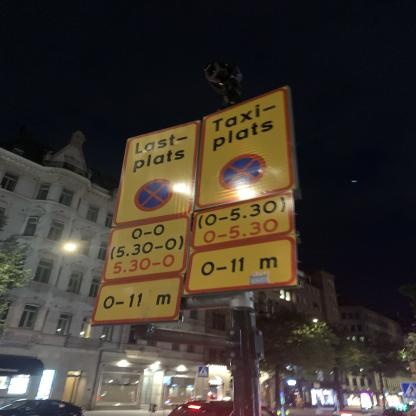 Last-
plats
0-0
(5.30-0)
5.30-0
0-11 m
Taxi-
plats
(0-5.30)
0-5.30
0-11 m